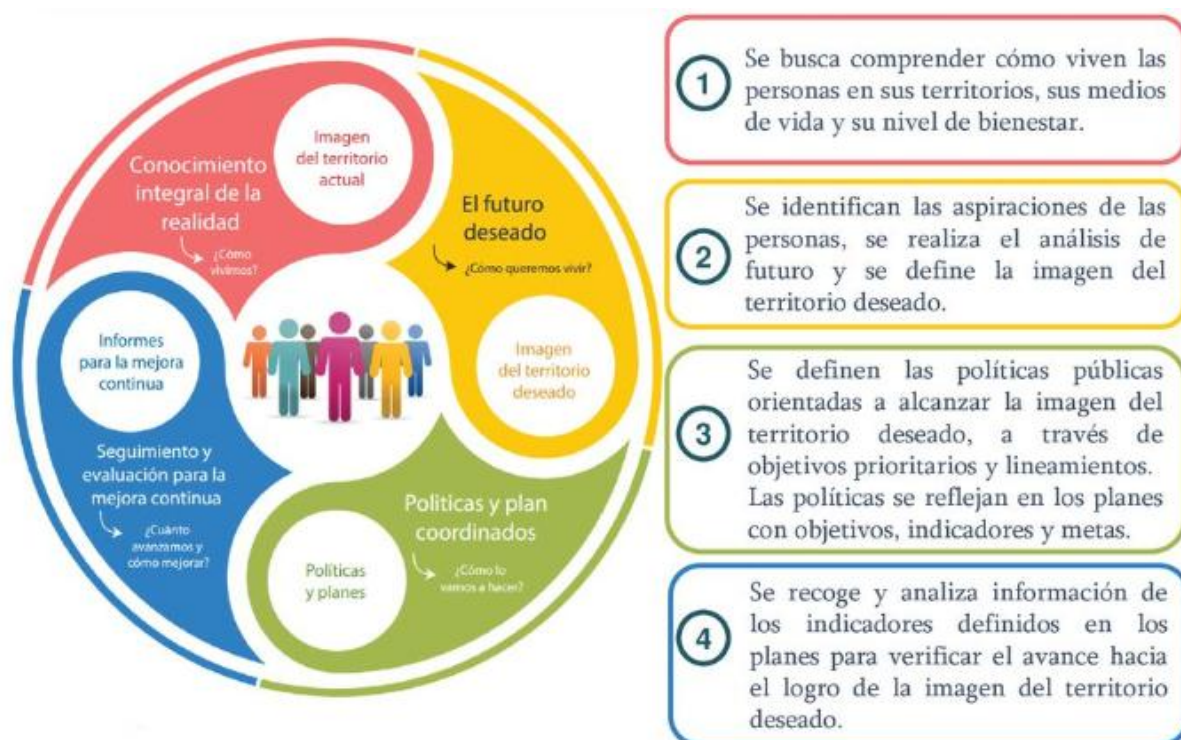 Conocimiento
integral de la
realidad
¿Cómo
vivimos?
Imagen
del territorio
actual
El futuro
deseado
¿Cómo queremos vivir?
Imagen
del territorio
deseado
Políticas y plan
coordinados
¿Cómo lo
vamos a hacer?
Políticas
y planes
Seguimiento y
evaluación para la
mejora continua
¿Cuánto
avanzamos y
cómo mejorar?
Informes
para la mejora
continua
1
Se busca comprender cómo viven las
personas en sus territorios, sus medios
de vida y su nivel de bienestar.
2
Se identifican las aspiraciones de las
personas, se realiza el análisis de
futuro y se define la imagen del
territorio deseado.
3
Se definen las políticas públicas
orientadas a alcanzar la imagen del
territorio deseado, a través de
objetivos prioritarios y lineamientos.
Las políticas se reflejan en los planes
con objetivos, indicadores y metas.
4
Se recoge y analiza información de
los indicadores definidos en los
planes para verificar el avance hacia
el logro de la imagen del territorio
deseado.